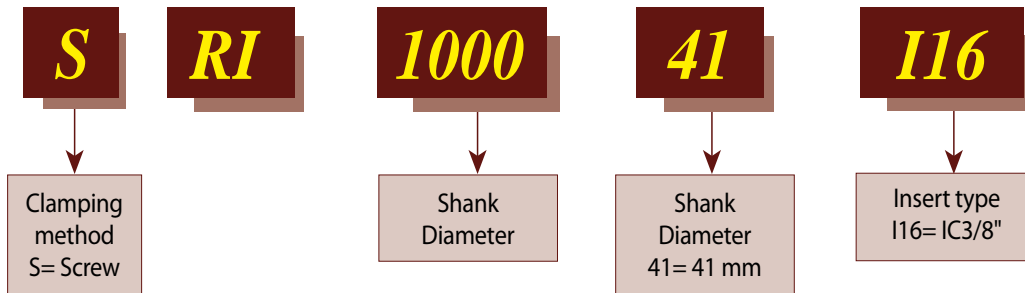 S RI 1000 41 I16
Clamping
method
S= Screw
Shank
Diameter
Shank
Diameter
41= 41 mm
Insert type
I16= IC3/8"